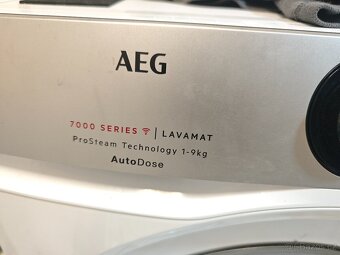 AEG
7000 SERIES | LAVAMAT
ProSteam Technology 1-9kg
AutoDose